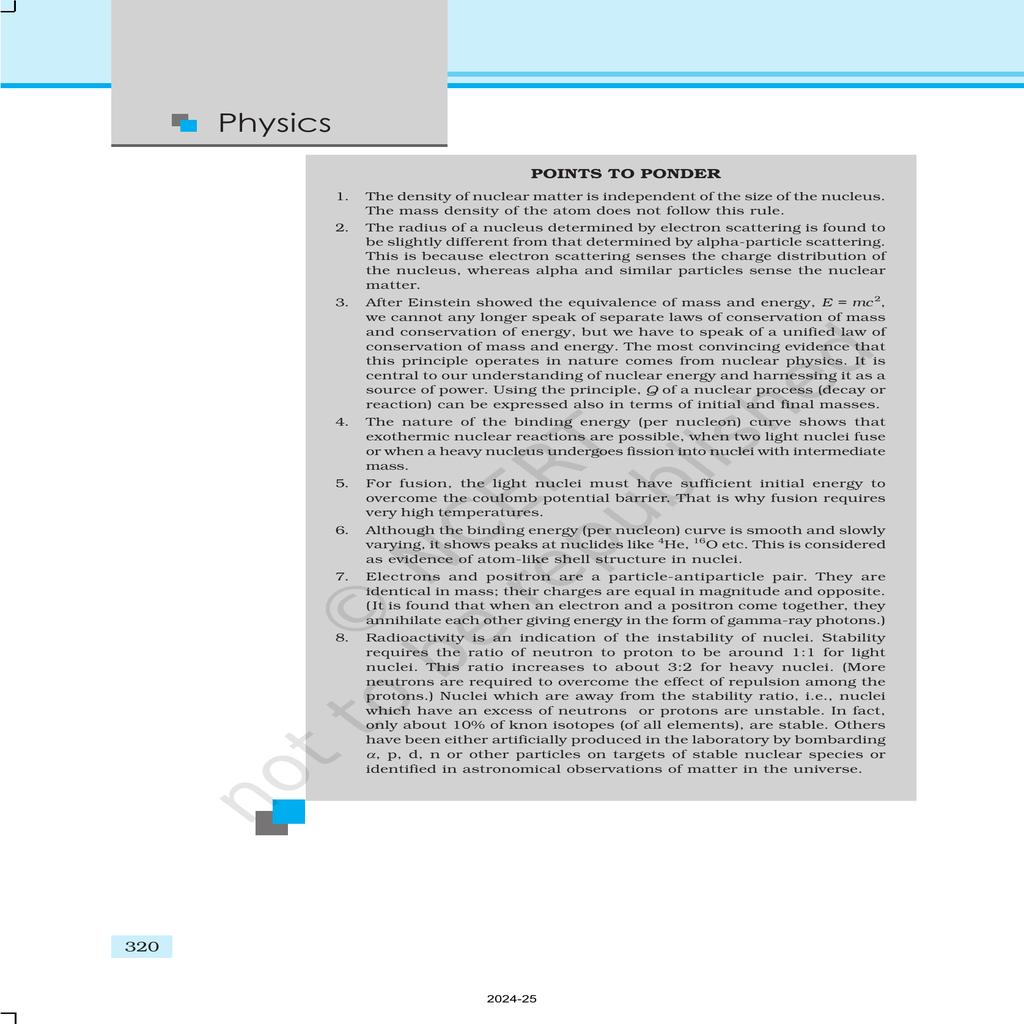 Physics
POINTS TO PONDER
1. The density of nuclear matter is independent of the size of the nucleus.
The mass density of the atom does not follow this rule.
2. The radius of a nucleus determined by electron scattering is found to
be slightly different from that determined by alpha-particle scattering.
This is because electron scattering senses the charge distribution of
the nucleus, whereas alpha and similar particles sense the nuclear
matter.
3. After Einstein showed the equivalence of mass and energy, E = mc²,
we cannot any longer speak of separate laws of conservation of mass
and conservation of energy, but we have to speak of a unified law of
conservation of mass and energy. The most convincing evidence that
this principle operates in nature comes from nuclear physics. It is
central to our understanding of nuclear energy and harnessing it as a
source of power. Using the principle, Q of a nuclear process (decay or
reaction) can be expressed also in terms of initial and final masses.
4. The nature of the binding energy (per nucleon) curve shows that
exothermic nuclear reactions are possible, when two light nuclei fuse
or when a heavy nucleus undergoes fission into nuclei with intermediate
mass.
5. For fusion, the light nuclei must have sufficient initial energy to
overcome the coulomb potential barrier. That is why fusion requires
very high temperatures.
6. Although the binding energy (per nucleon) curve is smooth and slowly
varying, it shows peaks at nuclides like ⁴He, ¹⁶O etc. This is considered
as evidence of atom-like shell structure in nuclei.
7. Electrons and positron are a particle-antiparticle pair. They are
identical in mass; their charges are equal in magnitude and opposite.
(It is found that when an electron and a positron come together, they
annihilate each other giving energy in the form of gamma-ray photons.)
8. Radioactivity is an indication of the instability of nuclei. Stability
requires the ratio of neutron to proton to be around 1:1 for light
nuclei. This ratio increases to about 3:2 for heavy nuclei. (More
neutrons are required to overcome the effect of repulsion among the
protons.) Nuclei which are away from the stability ratio, i.e., nuclei
which have an excess of neutrons or protons are unstable. In fact,
only about 10% of knon isotopes (of all elements), are stable. Others
have been either artificially produced in the laboratory by bombarding
α, p, d, n or other particles on targets of stable nuclear species or
identified in astronomical observations of matter in the universe.
© NCERT
not to be republished
320
2024-25